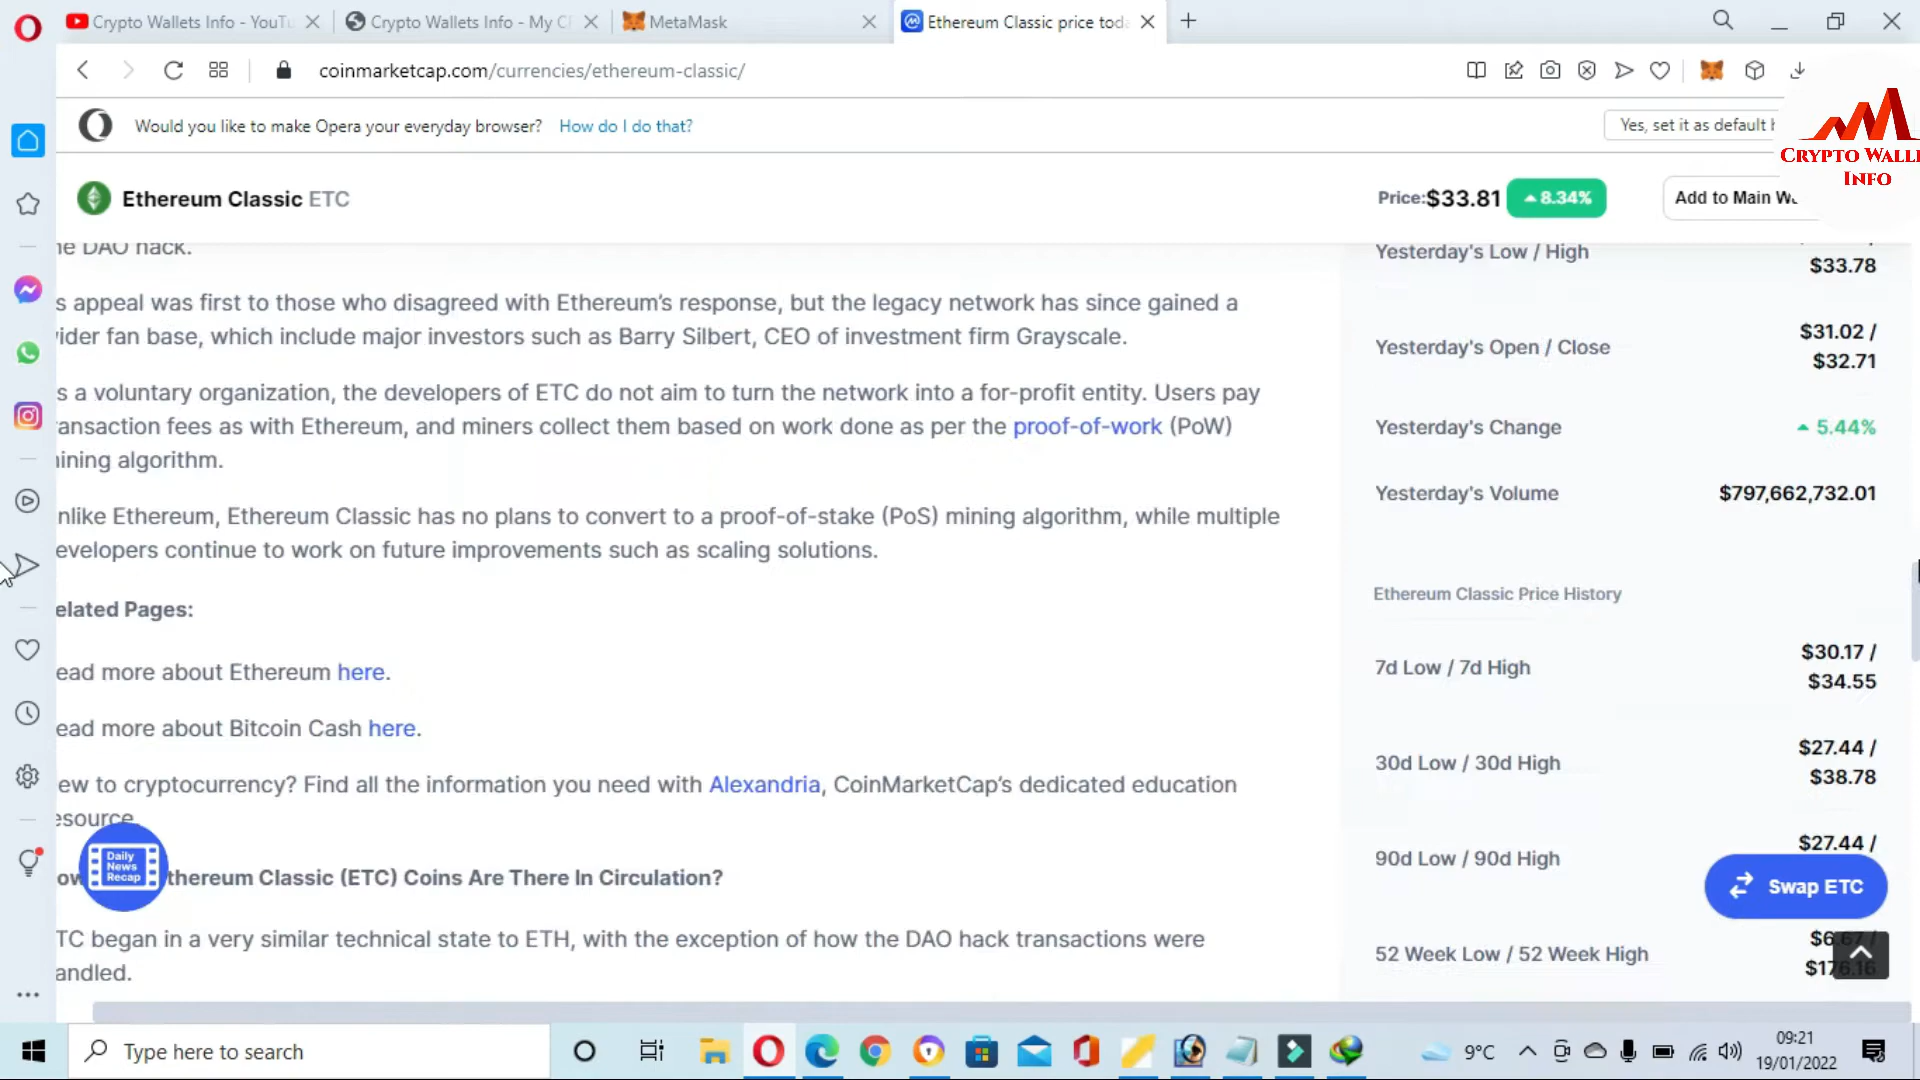 Crypto Wallets Info - YouTu
Crypto Wallets Info - My C
MetaMask
Ethereum Classic price toda
coinmarketcap.com/currencies/ethereum-classic/
Would you like to make Opera your everyday browser? How do I do that?
Yes, set it as default
CRYPTO WALLE
INFO
Ethereum Classic ETC
Price:$33.81
8.34%
Add to Main Wa
he DAO hack.
s appeal was first to those who disagreed with Ethereum's response, but the legacy network has since gained a
ider fan base, which include major investors such as Barry Silbert, CEO of investment firm Grayscale.
s a voluntary organization, the developers of ETC do not aim to turn the network into a for-profit entity. Users pay
ransaction fees as with Ethereum, and miners collect them based on work done as per the proof-of-work (PoW)
ining algorithm.
nlike Ethereum, Ethereum Classic has no plans to convert to a proof-of-stake (PoS) mining algorithm, while multiple
evelopers continue to work on future improvements such as scaling solutions.
elated Pages:
ead more about Ethereum here.
ead more about Bitcoin Cash here.
ew to cryptocurrency? Find all the information you need with Alexandria, CoinMarketCap's dedicated education
esource.
Daily
News
Recap
thereum Classic (ETC) Coins Are There In Circulation?
TC began in a very similar technical state to ETH, with the exception of how the DAO hack transactions were
andled.
Yesterday's Low / High
$33.78
Yesterday's Open / Close
$31.02 /
$32.71
Yesterday's Change
5.44%
Yesterday's Volume
$797,662,732.01
Ethereum Classic Price History
7d Low / 7d High
$30.17 /
$34.55
30d Low / 30d High
$27.44 /
$38.78
90d Low / 90d High
$27.44 /
Swap ETC
52 Week Low / 52 Week High
$6.67 /
$176.16
Type here to search
9°C
09:21
19/01/2022